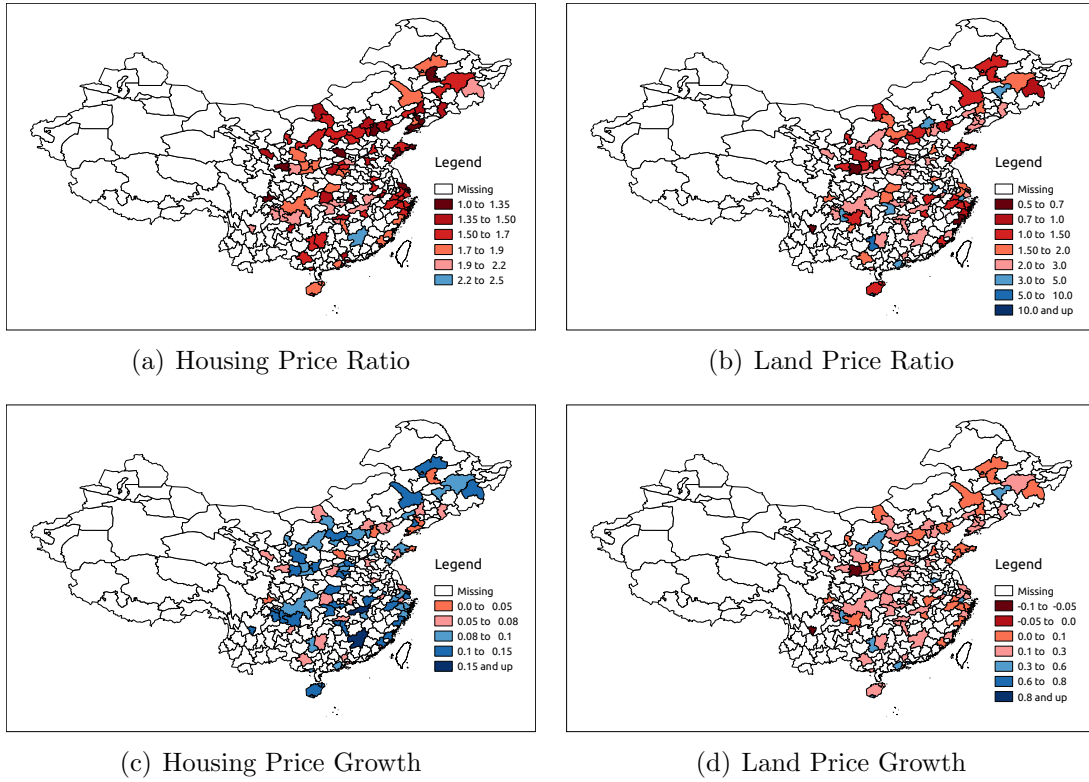 Legend
Missing
1.0 to 1.35
1.35 to 1.50
1.50 to 1.7
1.7 to 1.9
1.9 to 2.2
2.2 to 2.5
(a) Housing Price Ratio
Legend
Missing
0.5 to 0.7
0.7 to 1.0
1.0 to 1.50
1.50 to 2.0
2.0 to 3.0
3.0 to 5.0
5.0 to 10.0
10.0 and up
(b) Land Price Ratio
Legend
Missing
0.0 to 0.05
0.05 to 0.08
0.08 to 0.1
0.1 to 0.15
0.15 and up
(c) Housing Price Growth
Legend
Missing
-0.1 to -0.05
-0.05 to 0.0
0.0 to 0.1
0.1 to 0.3
0.3 to 0.6
0.6 to 0.8
0.8 and up
(d) Land Price Growth